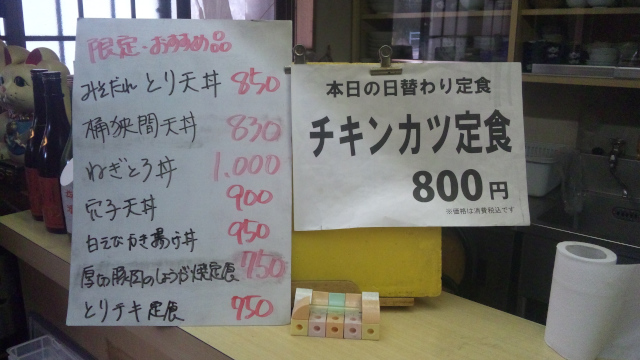 限定・おすすめ品
みそだれとり天丼 850
桶狭間天丼 830
ねぎとろ丼 1,000
穴子天丼 900
白えびかき揚げ丼 950
厚切豚肉のしょうが焼定食 750
とりテキ定食 750
本日の日替わり定食
チキンカツ定食
800円
※価格は消費税込です